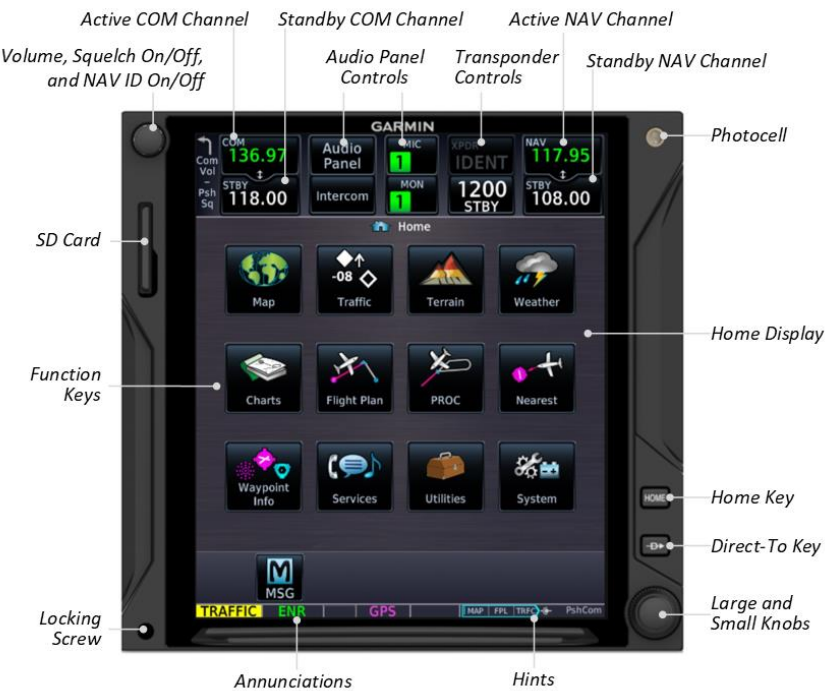 Active COM Channel
Standby COM Channel
Active NAV Channel
Volume, Squelch On/Off,
and NAV ID On/Off
Audio Panel
Controls
Transponder
Controls
Standby NAV Channel
Photocell
GARMIN
Com
Vol
–
Psh
Sq
COM
136.97
STBY
118.00
Audio
Panel
Intercom
MIC
1
MON
1
XPDR
IDENT
1200
STBY
NAV
117.95
STBY
108.00
SD Card
Home
Map
-08
Traffic
Terrain
Weather
Home Display
Function
Keys
Charts
Flight Plan
PROC
Nearest
Waypoint
Info
Services
Utilities
System
HOME
Home Key
D
Direct-To Key
MSG
Large and
Small Knobs
TRAFFIC
ENR
GPS
MAP
FPL
TRFC
PshCom
Locking
Screw
Annunciations
Hints